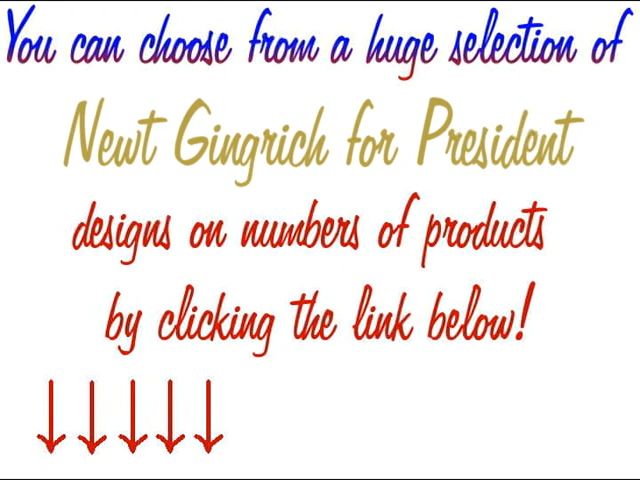 You can choose from a huge selection of
Newt Gingrich for President
designs on numbers of products
by clicking the link below!